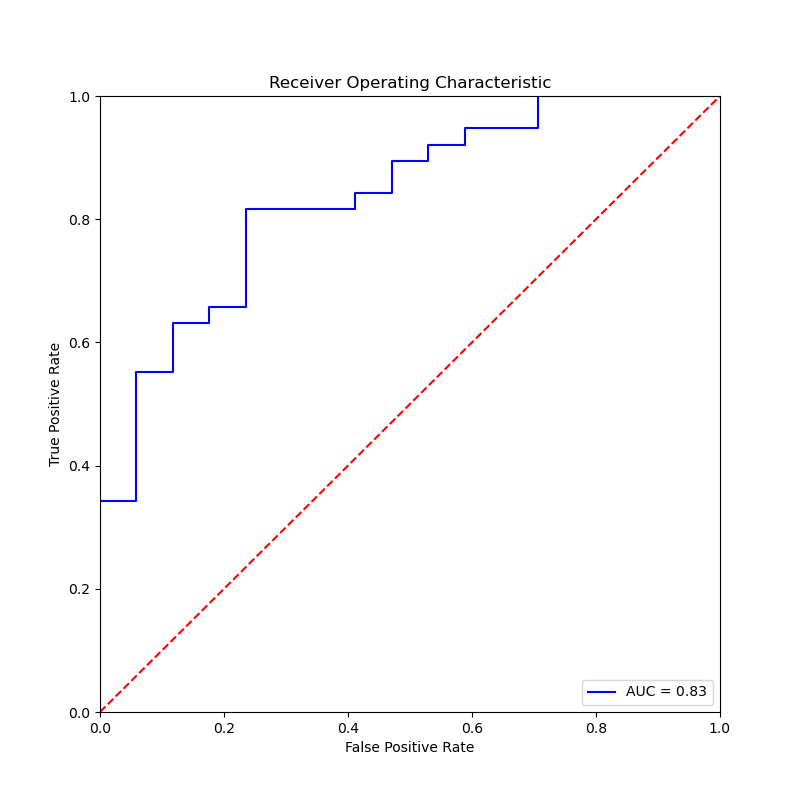 Receiver Operating Characteristic
1.0
0.8
0.6
0.4
0.2
0.0
True Positive Rate
AUC = 0.83
0.0 0.2 0.4 0.6 0.8 1.0
False Positive Rate